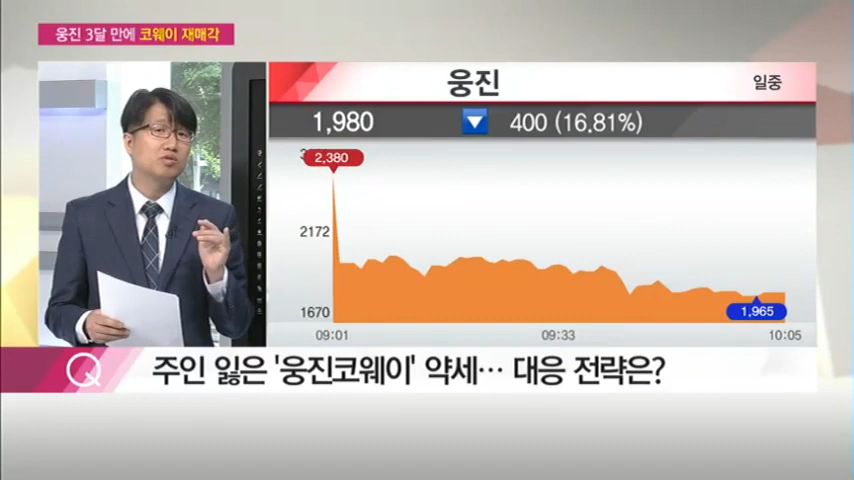 웅진 3달 만에 코웨이 재매각
웅진
일중
1,980 ▼ 400 (16.81%)
2,380
2172
1670
1,965
09:01
09:33
10:05
Q 주인 잃은 '웅진코웨이' 약세… 대응 전략은?